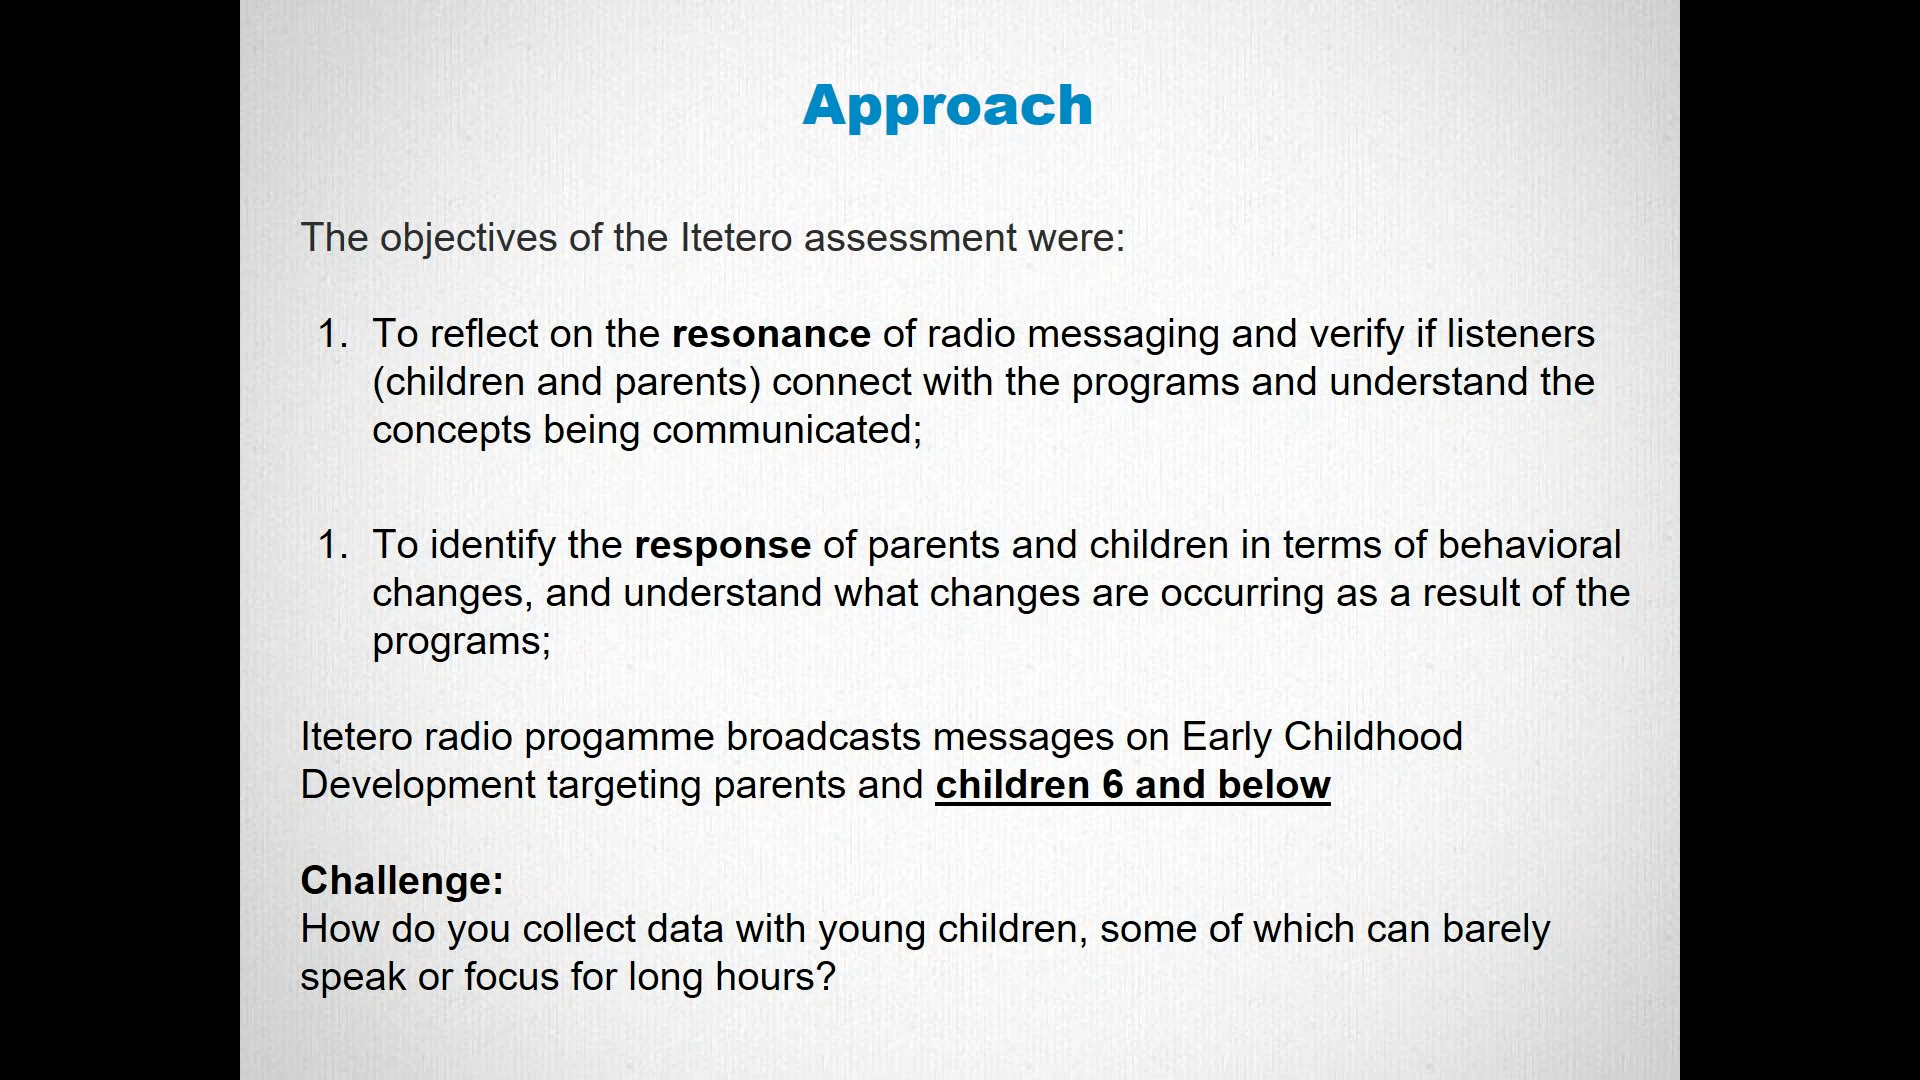 Approach
The objectives of the Itetero assessment were:
1. To reflect on the resonance of radio messaging and verify if listeners
(children and parents) connect with the programs and understand the
concepts being communicated;
1. To identify the response of parents and children in terms of behavioral
changes, and understand what changes are occurring as a result of the
programs;
Itetero radio progamme broadcasts messages on Early Childhood
Development targeting parents and children 6 and below
Challenge:
How do you collect data with young children, some of which can barely
speak or focus for long hours?